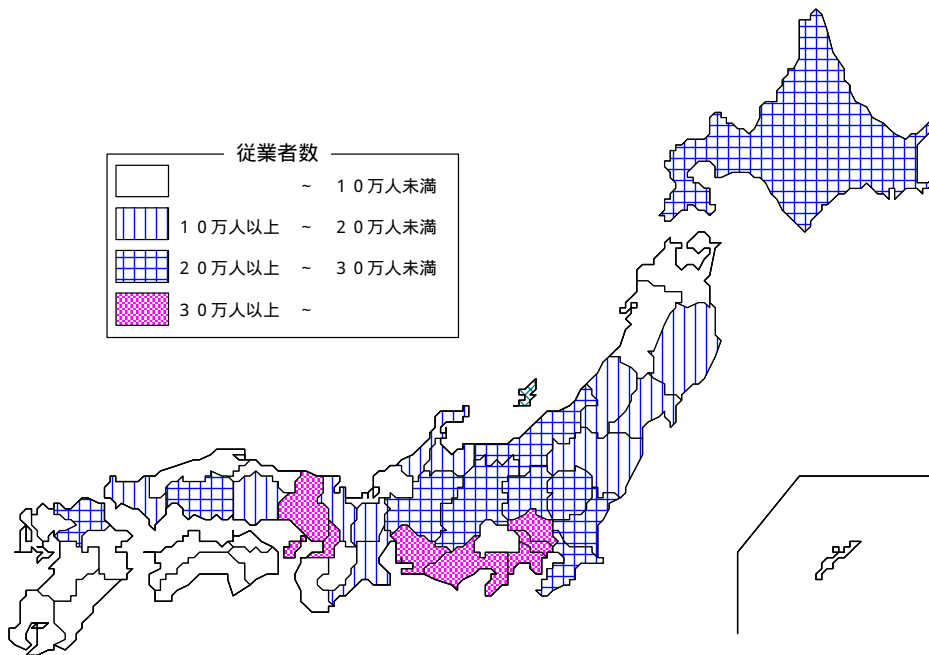 従業者数
~ １０万人未満
１０万人以上 ~ ２０万人未満
２０万人以上 ~ ３０万人未満
３０万人以上 ~